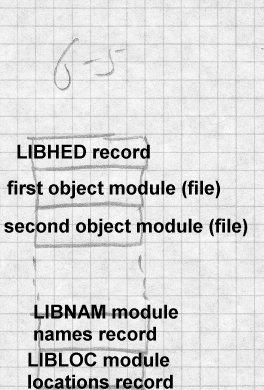 6-5
LIBHED record
first object module (file)
second object module (file)
LIBNAM module
names record
LIBLOC module
locations record